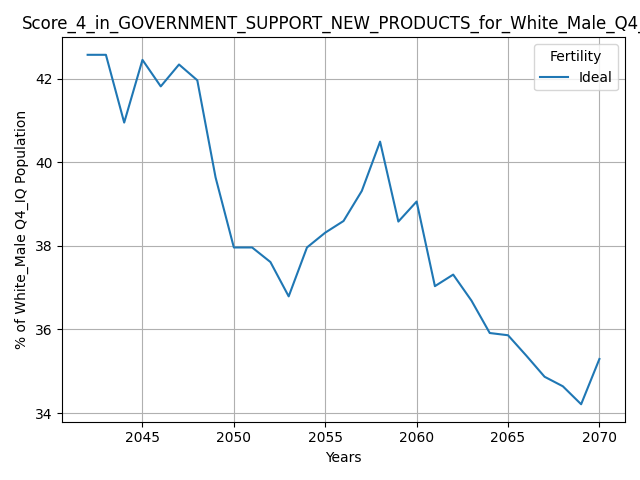 Score_4_in_GOVERNMENT_SUPPORT_NEW_PRODUCTS_for_White_Male_Q4_
Fertility
Ideal
% of White_Male Q4_IQ Population
42
40
38
36
34
2045 2050 2055 2060 2065 2070
Years